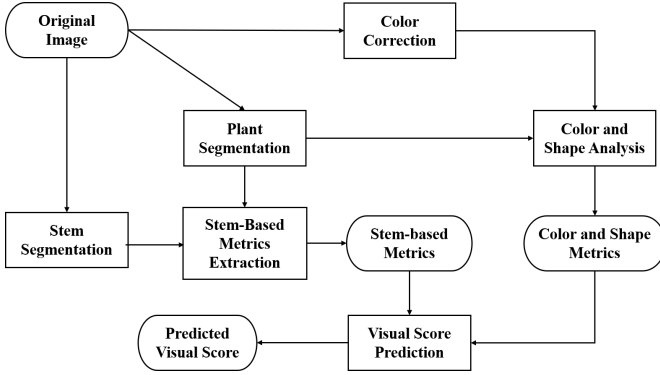 Original
Image
Color
Correction
Plant
Segmentation
Color and
Shape Analysis
Stem
Segmentation
Stem-Based
Metrics
Extraction
Stem-based
Metrics
Color and Shape
Metrics
Predicted
Visual Score
Visual Score
Prediction